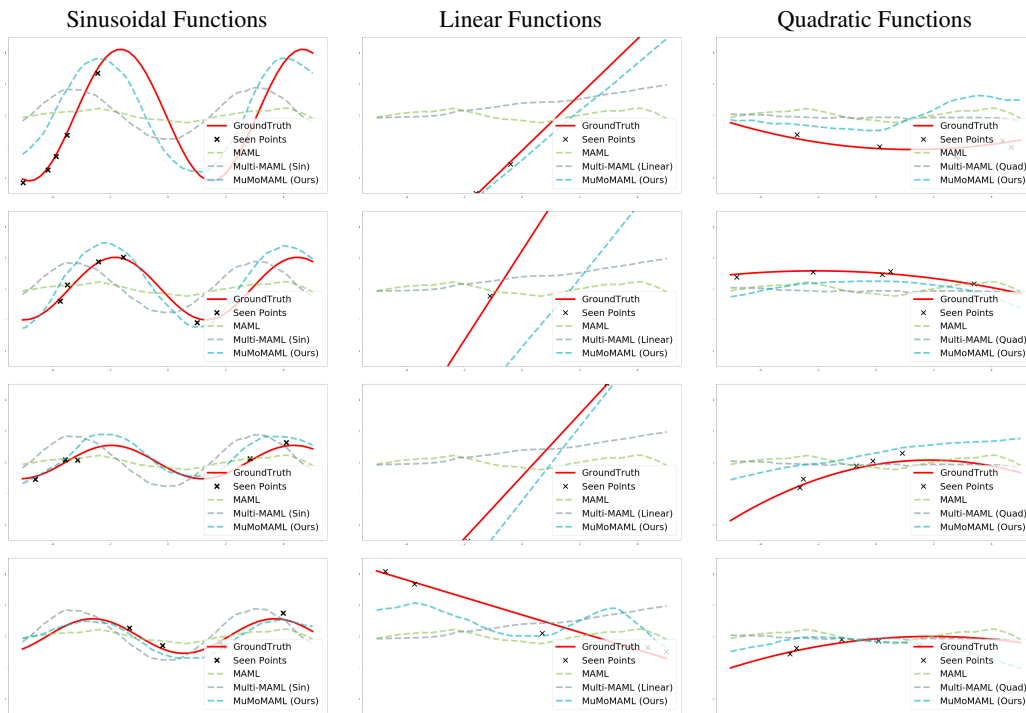 Sinusoidal Functions
Linear Functions
Quadratic Functions
GroundTruth
Seen Points
MAML
Multi-MAML (Sin)
MuMoMAML (Ours)
GroundTruth
Seen Points
MAML
Multi-MAML (Linear)
MuMoMAML (Ours)
GroundTruth
Seen Points
MAML
Multi-MAML (Quad)
MuMoMAML (Ours)
GroundTruth
Seen Points
MAML
Multi-MAML (Sin)
MuMoMAML (Ours)
GroundTruth
Seen Points
MAML
Multi-MAML (Linear)
MuMoMAML (Ours)
GroundTruth
Seen Points
MAML
Multi-MAML (Quad)
MuMoMAML (Ours)
GroundTruth
Seen Points
MAML
Multi-MAML (Sin)
MuMoMAML (Ours)
GroundTruth
Seen Points
MAML
Multi-MAML (Linear)
MuMoMAML (Ours)
GroundTruth
Seen Points
MAML
Multi-MAML (Quad)
MuMoMAML (Ours)
GroundTruth
Seen Points
MAML
Multi-MAML (Sin)
MuMoMAML (Ours)
GroundTruth
Seen Points
MAML
Multi-MAML (Linear)
MuMoMAML (Ours)
GroundTruth
Seen Points
MAML
Multi-MAML (Quad)
MuMoMAML (Ours)